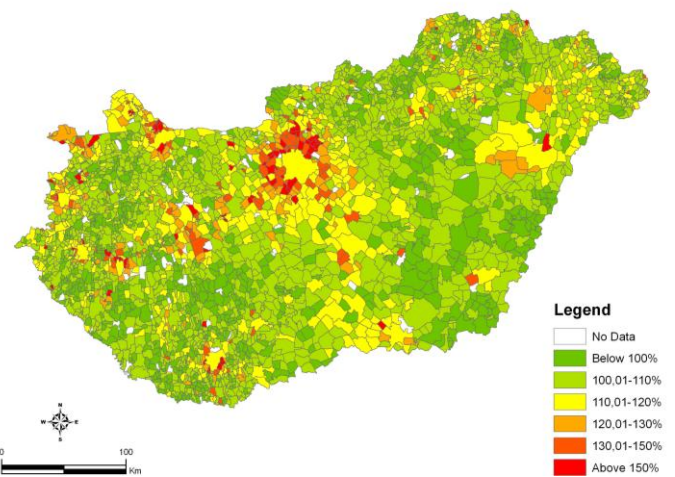 Legend
No Data
Below 100%
100,01-110%
110,01-120%
120,01-130%
130,01-150%
Above 150%
N
W E
S
0 100
Km